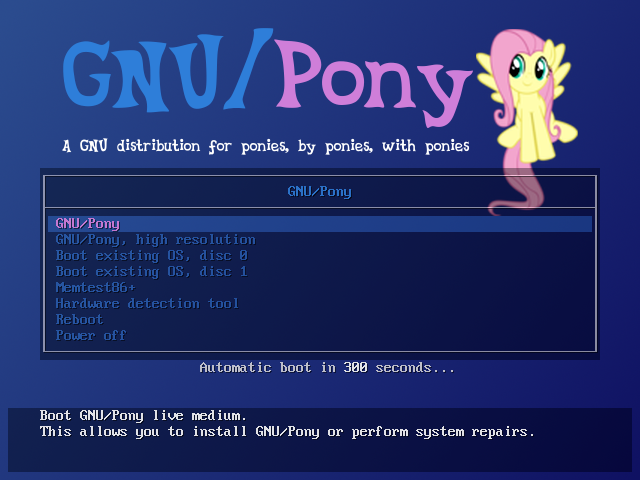 GNU/Pony
A GNU distribution for ponies, by ponies, with ponies
GNU/Pony
GNU/Pony
GNU/Pony, high resolution
Boot existing OS, disc 0
Boot existing OS, disc 1
Memtest86+
Hardware detection tool
Reboot
Power off
Automatic boot in 300 seconds...
Boot GNU/Pony live medium.
This allows you to install GNU/Pony or perform system repairs.